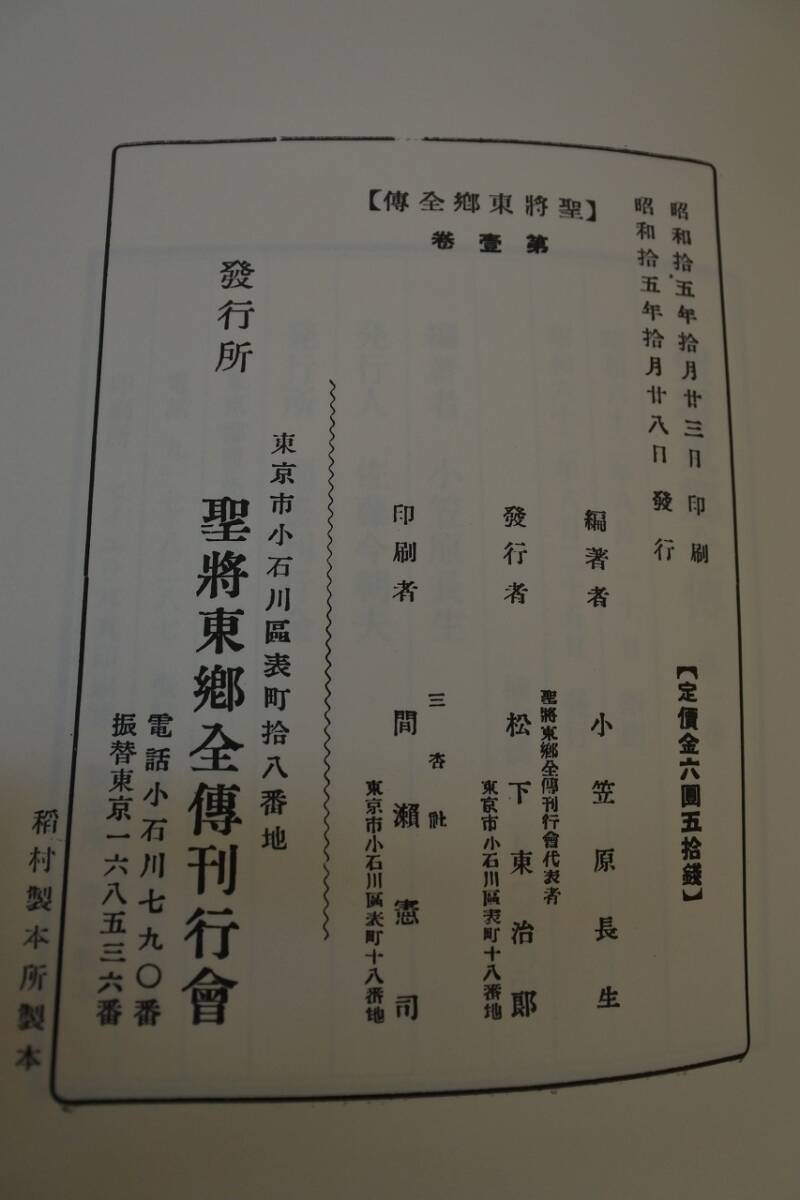 昭和拾五年拾月廿三日印刷
昭和拾五年拾月廿八日發行
【定價金六圓五拾錢】
【聖將東鄕全傳】
第壹卷
編著者 小笠原長生
聖將東鄕全傳刊行會代表者
發行者 松下東治郎
東京市小石川區表町十八番地
三杏社
印刷者 間瀨憲司
東京市小石川區表町十八番地
發行所
東京市小石川區表町拾八番地
聖將東鄕全傳刊行會
電話小石川七九〇番
振替東京一六八五三六番
稻村製本所製本